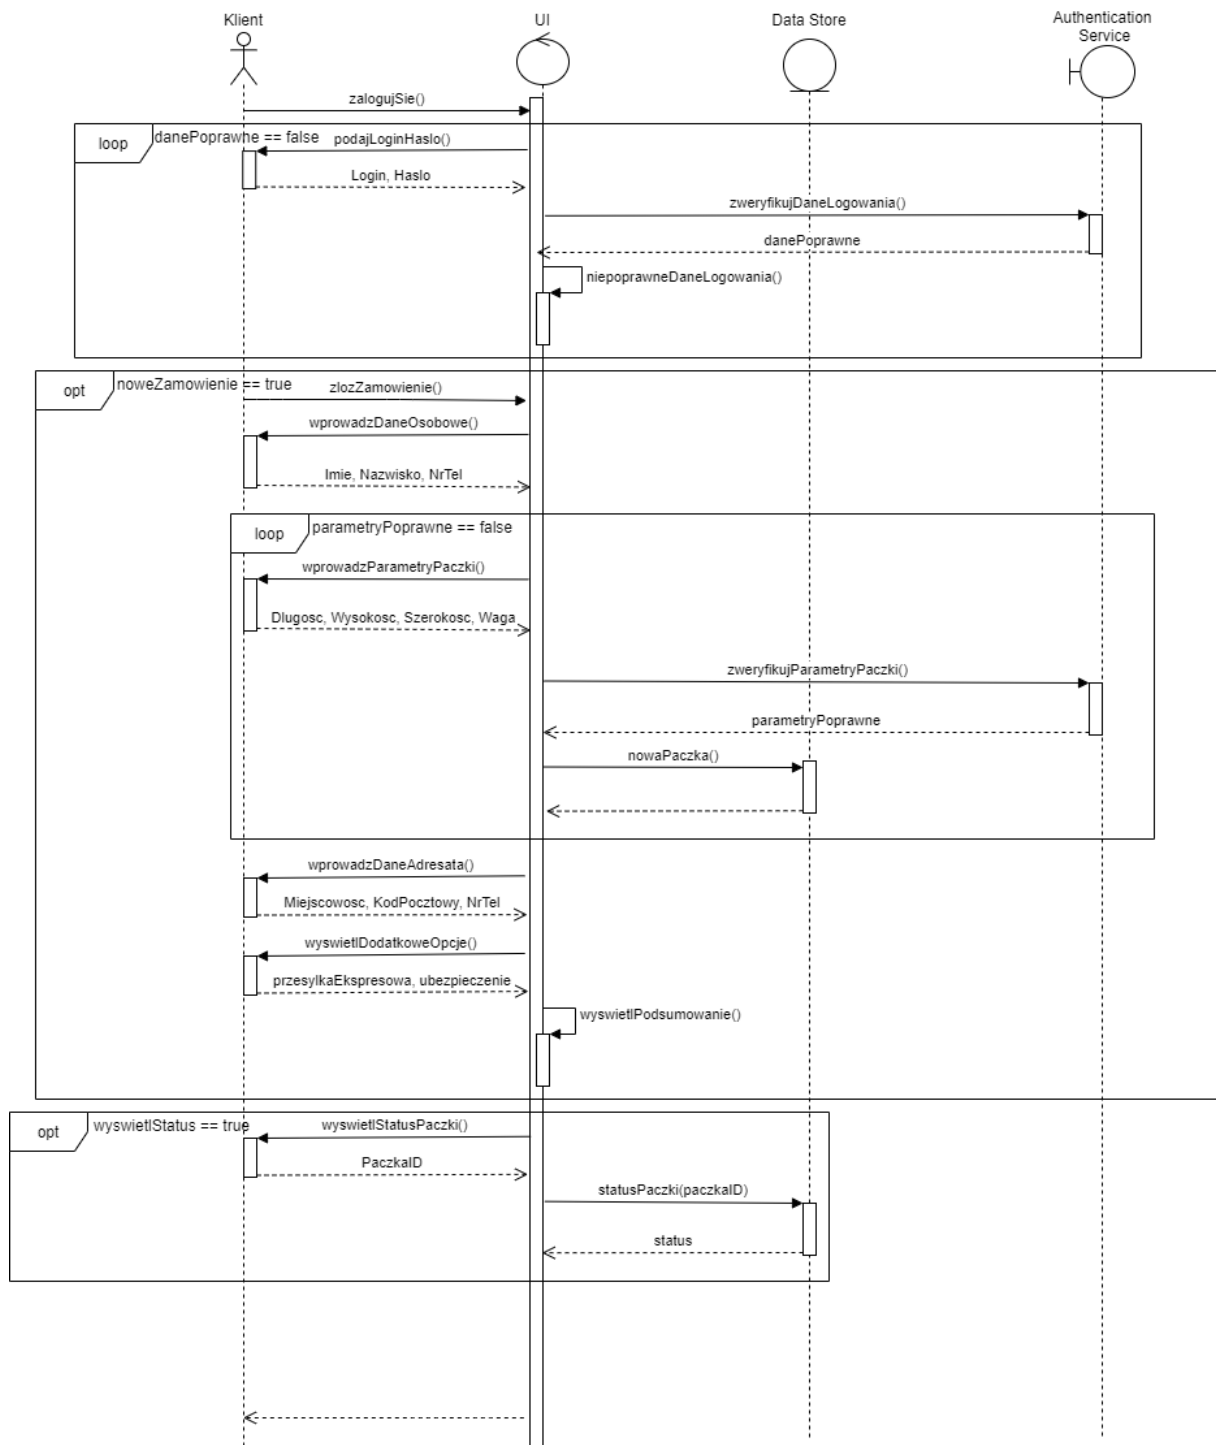 Klient
UI
Data Store
Authentication
Service
zalogujSie()
loop
danePoprawne == false
podajLoginHaslo()
Login, Haslo
zweryfikujDaneLogowania()
danePoprawne
niepoprawneDaneLogowania()
opt
noweZamowienie == true
zlozZamowienie()
wprowadzDaneOsobowe()
Imie, Nazwisko, NrTel
loop
parametryPoprawne == false
wprowadzParametryPaczki()
Dlugosc, Wysokosc, Szerokosc, Waga
zweryfikujParametryPaczki()
parametryPoprawne
nowaPaczka()
wprowadzDaneAdresata()
Miejscowosc, KodPocztowy, NrTel
wyswietlDodatkoweOpcje()
przesylkaEkspresowa, ubezpieczenie
wyswietlPodsumowanie()
opt
wyswietlStatus == true
wyswietlStatusPaczki()
PaczkaID
statusPaczki(paczkaID)
status